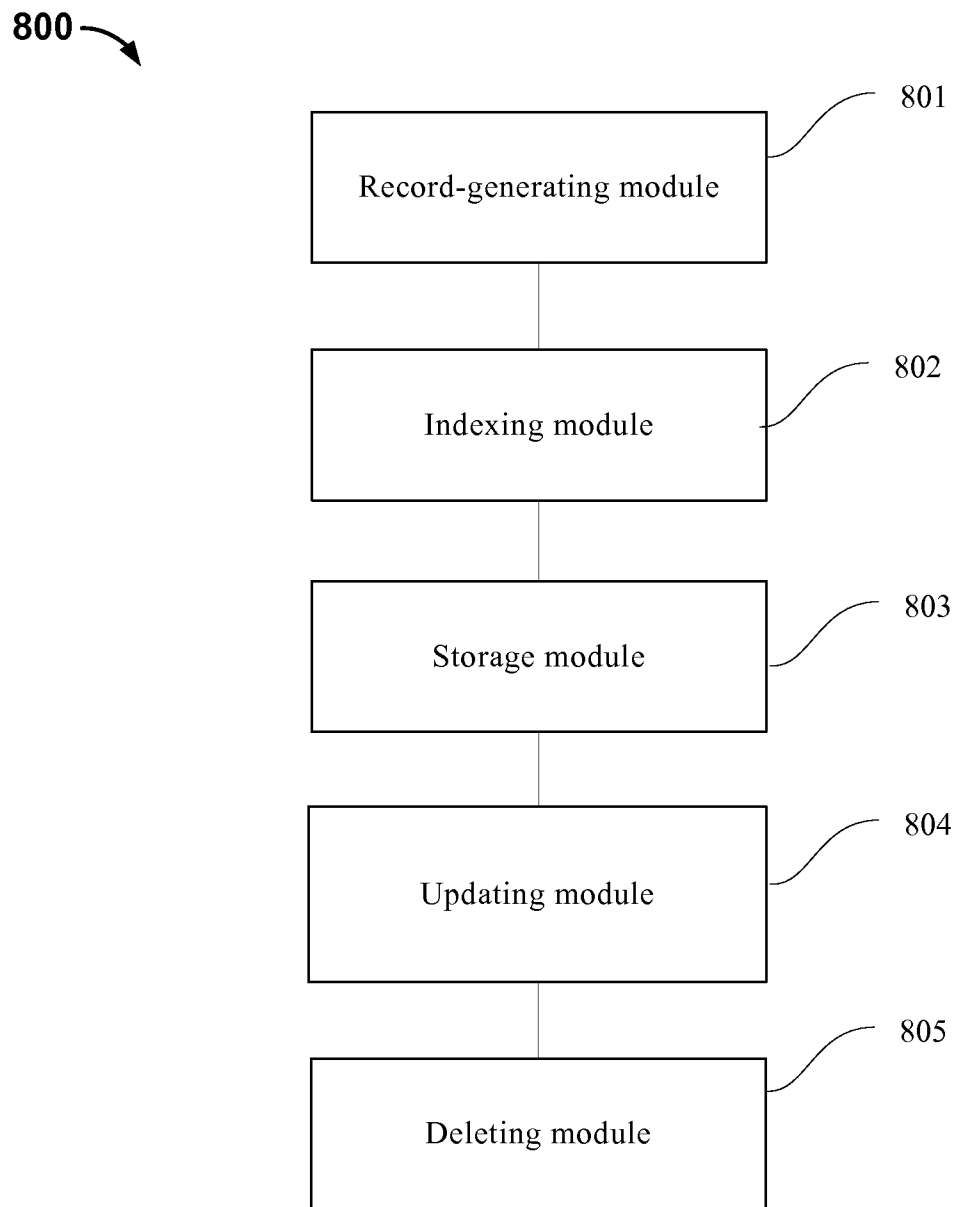 800
801
Record-generating module
802
Indexing module
803
Storage module
804
Updating module
805
Deleting module